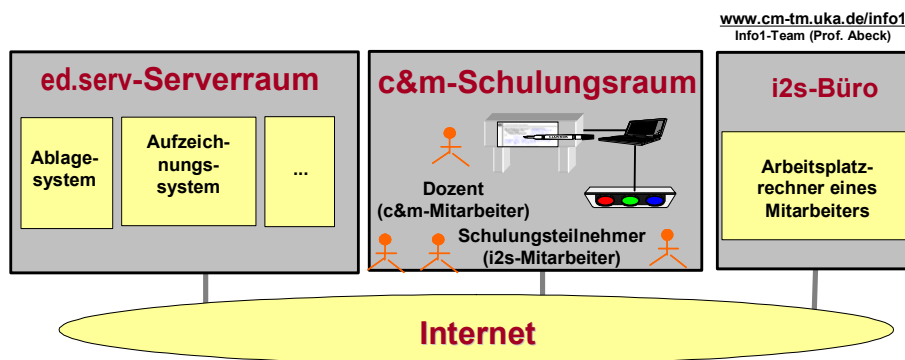 www.cm-tm.uka.de/info1
Info1-Team (Prof. Abeck)
ed.serv-Serverraum
Ablage-
system
Aufzeich-
nungs-
system
...
c&m-Schulungsraum
Dozent
(c&m-Mitarbeiter)
Schulungsteilnehmer
(i2s-Mitarbeiter)
i2s-Büro
Arbeitsplatz-
rechner eines
Mitarbeiters
Internet